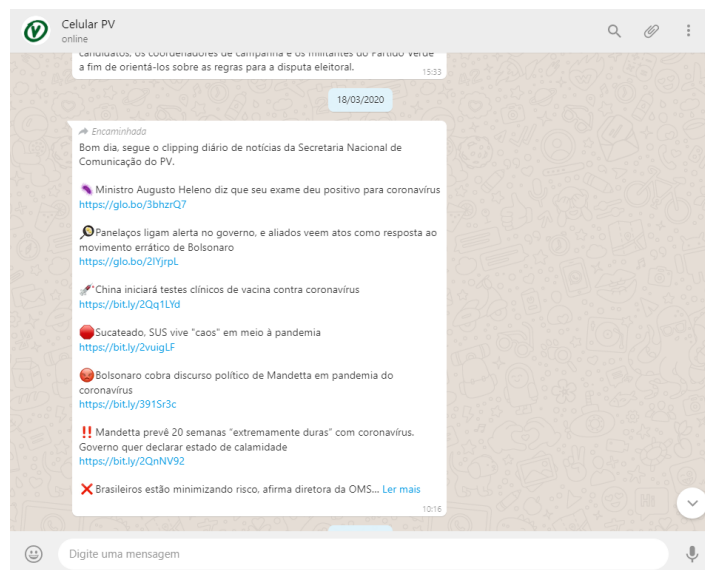 Celular PV
online
candidatos, os coordenadores de campanha e os militantes do Partido Verde
a fim de orientá-los sobre as regras para a disputa eleitoral.
15:33
18/03/2020
Encaminhada
Bom dia, segue o clipping diário de notícias da Secretaria Nacional de
Comunicação do PV.
Ministro Augusto Heleno diz que seu exame deu positivo para coronavírus
https://glo.bo/3bhzrQ7
Panelaços ligam alerta no governo, e aliados veem atos como resposta ao
movimento errático de Bolsonaro
https://glo.bo/2IYjrpL
China iniciará testes clínicos de vacina contra coronavírus
https://bit.ly/2Qq1LYd
Sucateado, SUS vive "caos" em meio à pandemia
https://bit.ly/2vuigLF
Bolsonaro cobra discurso político de Mandetta em pandemia do
coronavírus
https://bit.ly/391Sr3c
Mandetta prevê 20 semanas “extremamente duras” com coronavírus.
Governo quer declarar estado de calamidade
https://bit.ly/2QnNV92
Brasileiros estão minimizando risco, afirma diretora da OMS... Ler mais
10:16
Digite uma mensagem